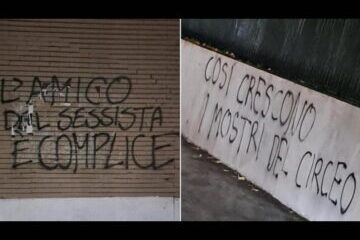 L'AMICO
DEL SESSISTA
E COMPLICE
COSÌ CRESCONO
I MOSTRI DEL CIRCEO